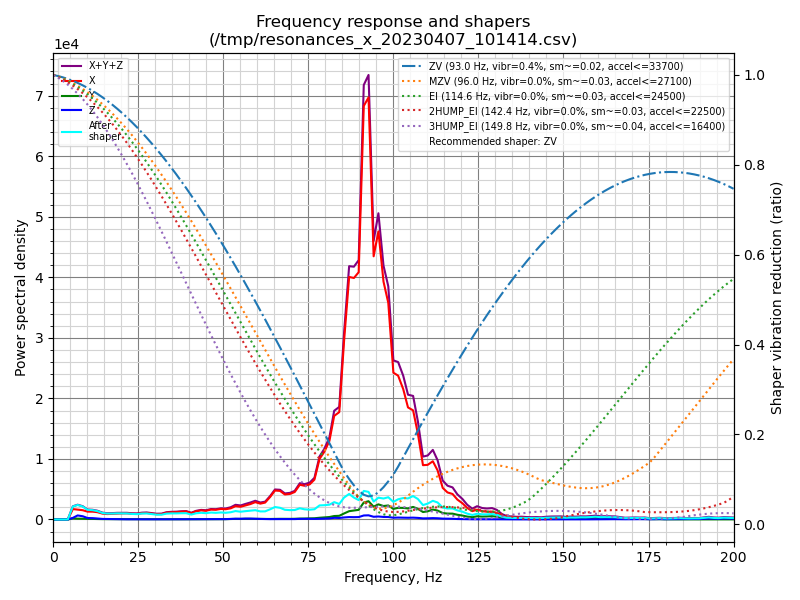 Frequency response and shapers
(/tmp/resonances_x_20230407_101414.csv)
1e4
X+Y+Z
X
Y
Z
After
shaper
ZV (93.0 Hz, vibr=0.4%, sm~=0.02, accel<=33700)
MZV (96.0 Hz, vibr=0.0%, sm~=0.03, accel<=27100)
EI (114.6 Hz, vibr=0.0%, sm~=0.03, accel<=24500)
2HUMP_EI (142.4 Hz, vibr=0.0%, sm~=0.03, accel<=22500)
3HUMP_EI (149.8 Hz, vibr=0.0%, sm~=0.04, accel<=16400)
Recommended shaper: ZV
7
6
5
4
3
2
1
0
Power spectral density
1.0
0.8
0.6
0.4
0.2
0.0
Shaper vibration reduction (ratio)
0 25 50 75 100 125 150 175 200
Frequency, Hz